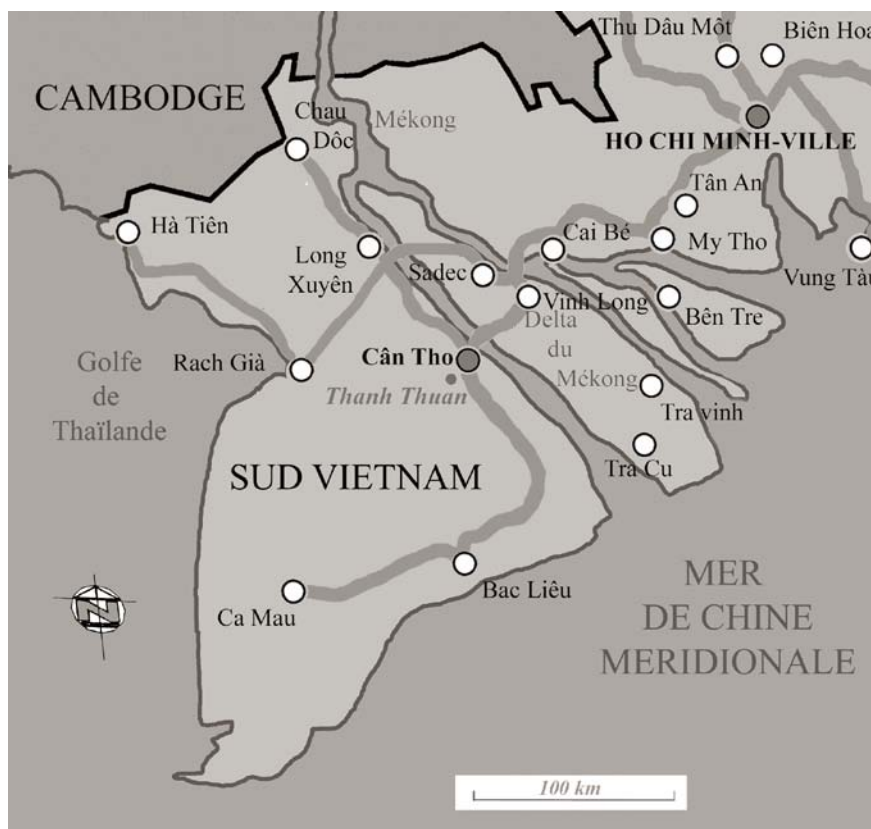 Thu Dâu Môt
Biên Hoa
CAMBODGE
Chau
Dôc
Mékong
HO CHI MINH-VILLE
Tân An
Hà Tiên
Cai Bé
My Tho
Long
Xuyên
Sadec
Vung Tàu
Vinh Long
Bên Tre
Delta
du
Mékong
Golfe
de
Thaïlande
Rach Già
Cân Tho
Thanh Thuan
Tra vinh
Tra Cu
SUD VIETNAM
N
Bac Liêu
Ca Mau
MER
DE CHINE
MERIDIONALE
100 km